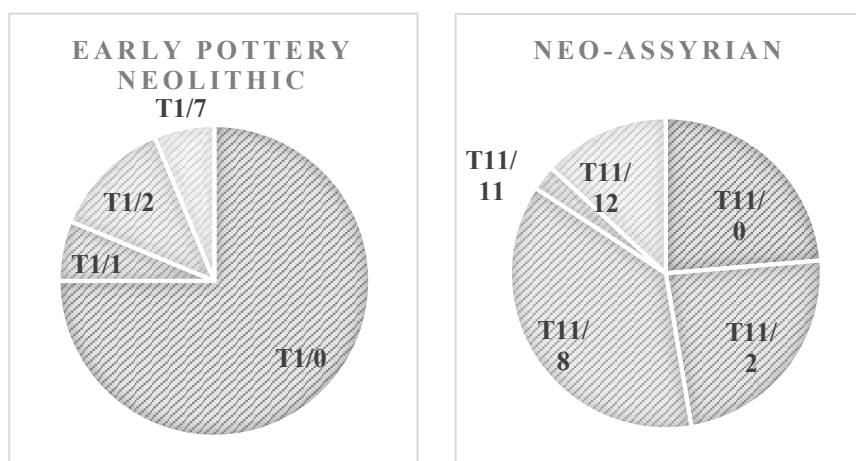 EARLY POTTERY
NEOLITHIC
T1/7
T1/2
T1/1
T1/0
NEO-ASSYRIAN
T11/
11
T11/
12
T11/
0
T11/
8
T11/
2